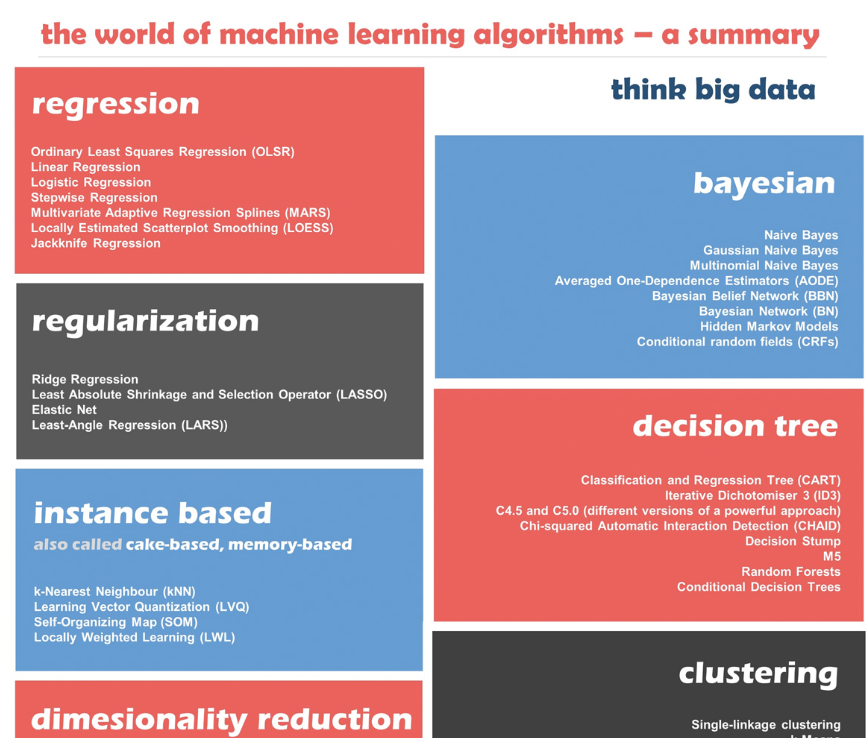 the world of machine learning algorithms – a summary
regression
Ordinary Least Squares Regression (OLSR)
Linear Regression
Logistic Regression
Stepwise Regression
Multivariate Adaptive Regression Splines (MARS)
Locally Estimated Scatterplot Smoothing (LOESS)
Jackknife Regression
regularization
Ridge Regression
Least Absolute Shrinkage and Selection Operator (LASSO)
Elastic Net
Least-Angle Regression (LARS))
instance based
also called cake-based, memory-based
k-Nearest Neighbour (kNN)
Learning Vector Quantization (LVQ)
Self-Organizing Map (SOM)
Locally Weighted Learning (LWL)
dimesionality reduction
think big data
bayesian
Naive Bayes
Gaussian Naive Bayes
Multinomial Naive Bayes
Averaged One-Dependence Estimators (AODE)
Bayesian Belief Network (BBN)
Bayesian Network (BN)
Hidden Markov Models
Conditional random fields (CRFs)
decision tree
Classification and Regression Tree (CART)
Iterative Dichotomiser 3 (ID3)
C4.5 and C5.0 (different versions of a powerful approach)
Chi-squared Automatic Interaction Detection (CHAID)
Decision Stump
M5
Random Forests
Conditional Decision Trees
clustering
Single-linkage clustering